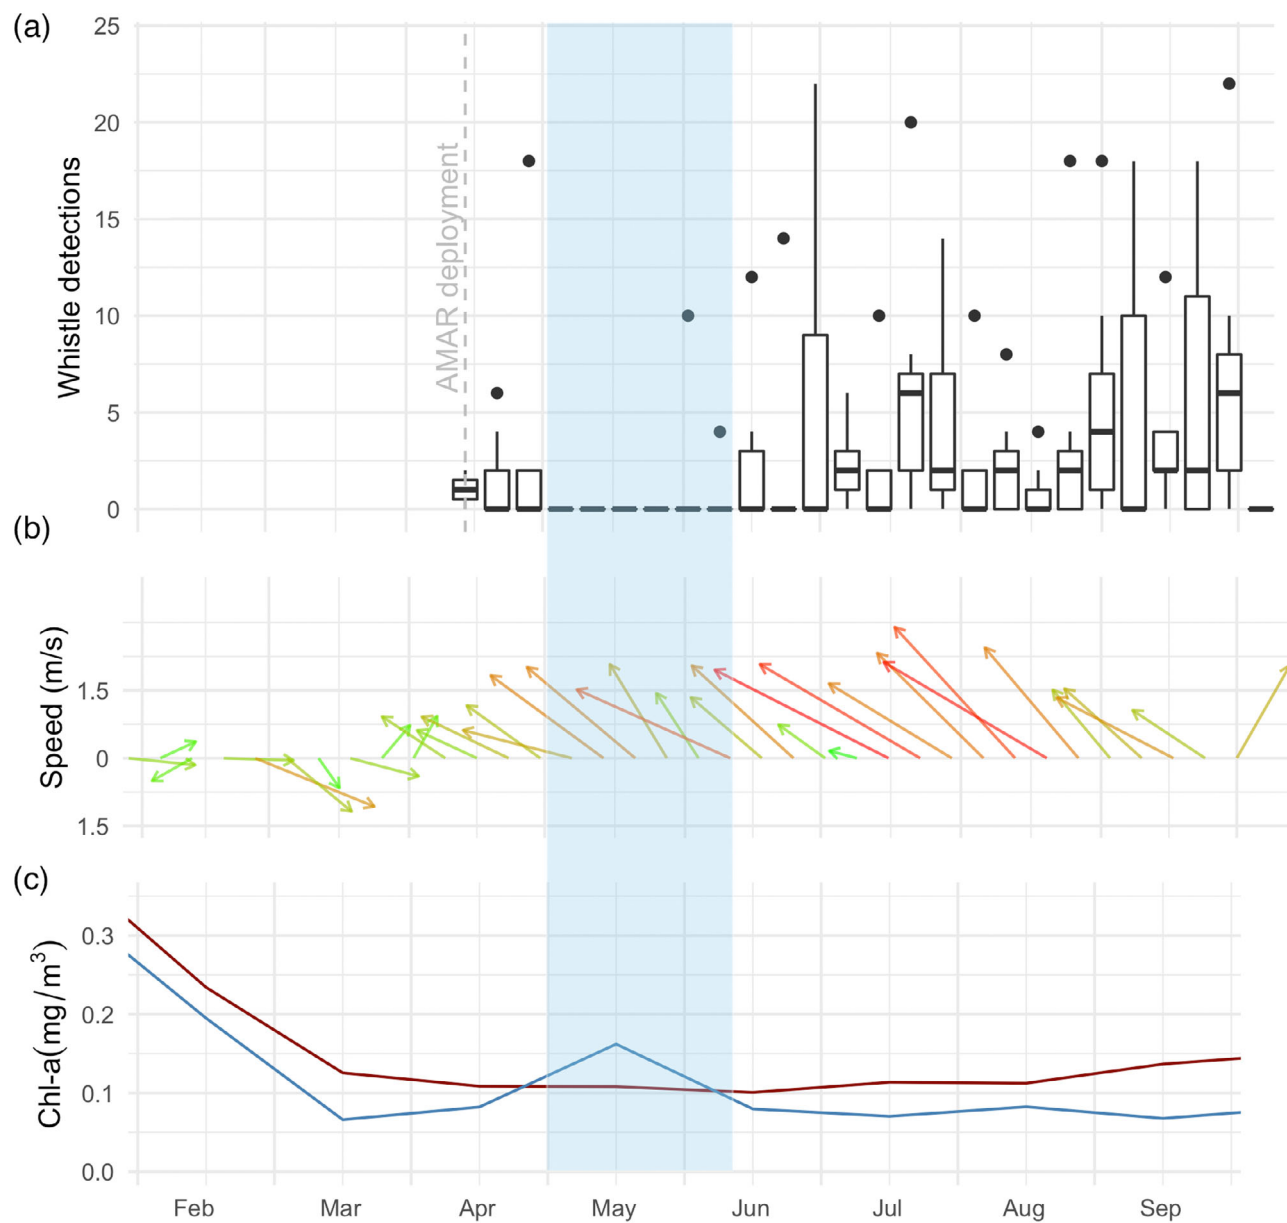 (a)
25
20
15
10
5
0
Whistle detections
AMAR deployment
(b)
1.5
0
1.5
Speed (m/s)
(c)
0.3
0.2
0.1
0.0
Chl-a(mg/m³)
Feb Mar Apr May Jun Jul Aug Sep